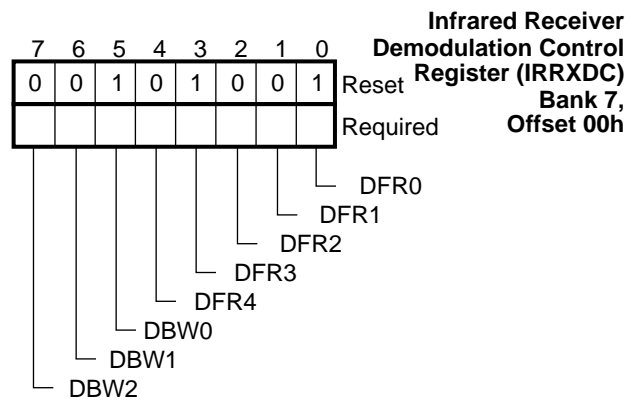 Infrared Receiver
Demodulation Control
Register (IRRXDC)
Bank 7,
Offset 00h
7 6 5 4 3 2 1 0
0 0 1 0 1 0 0 1 Reset
Required
DFR0
DFR1
DFR2
DFR3
DFR4
DBW0
DBW1
DBW2